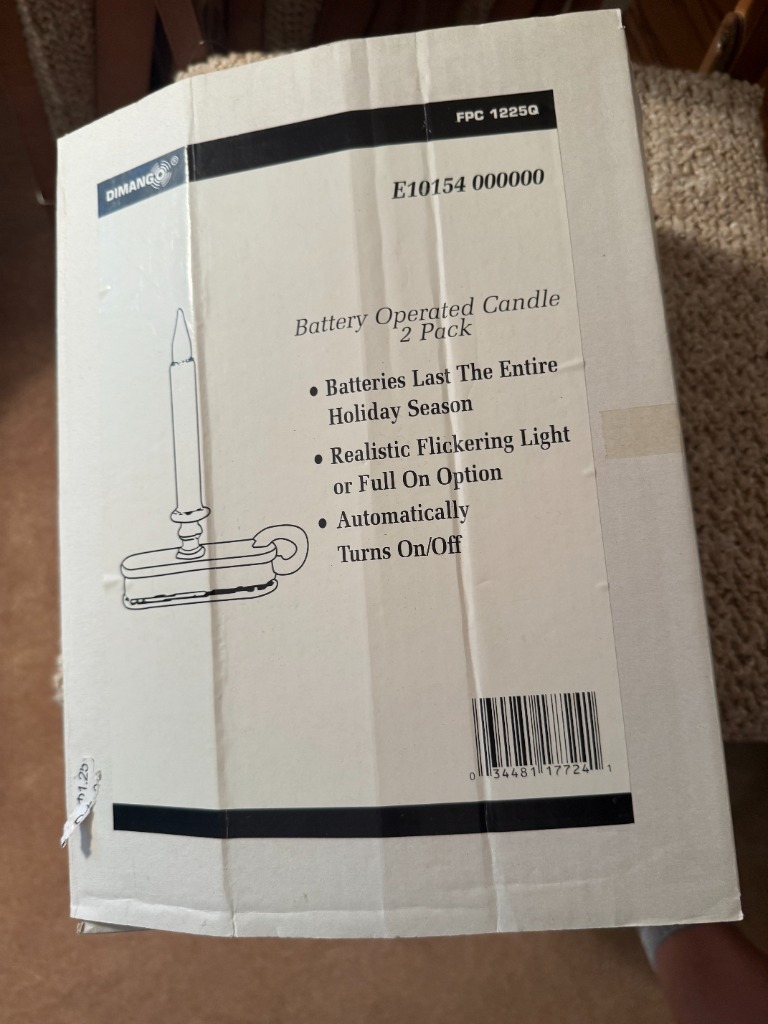 FPC 1225Q
DIMANGO®
E10154 000000
Battery Operated Candle
2 Pack
• Batteries Last The Entire
Holiday Season
• Realistic Flickering Light
or Full On Option
• Automatically
Turns On/Off
0 34481 17724 1